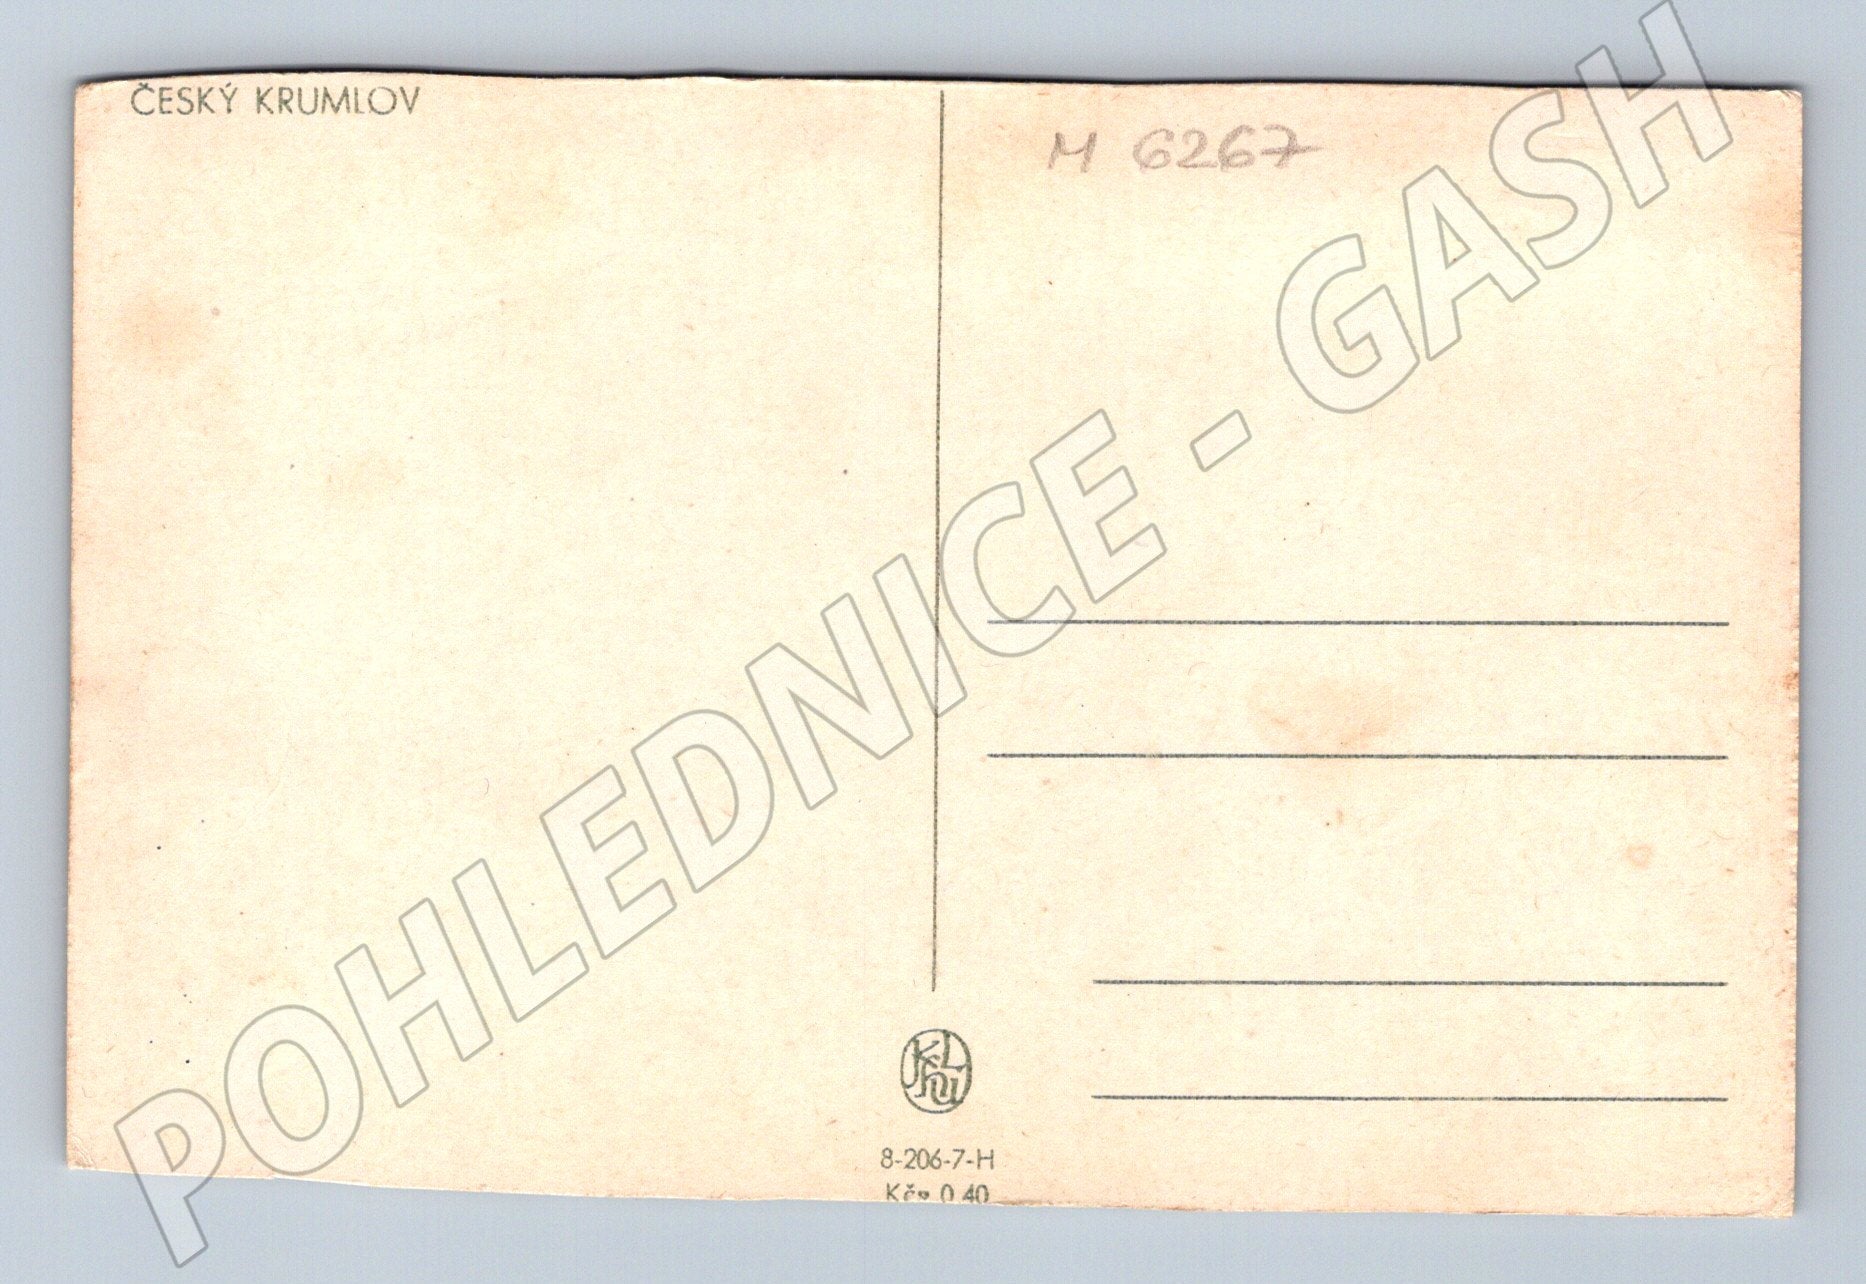 ČESKÝ KRUMLOV
M 6267
POHLEDNICE - GASH
8-206-7-H
Kčs 0.40